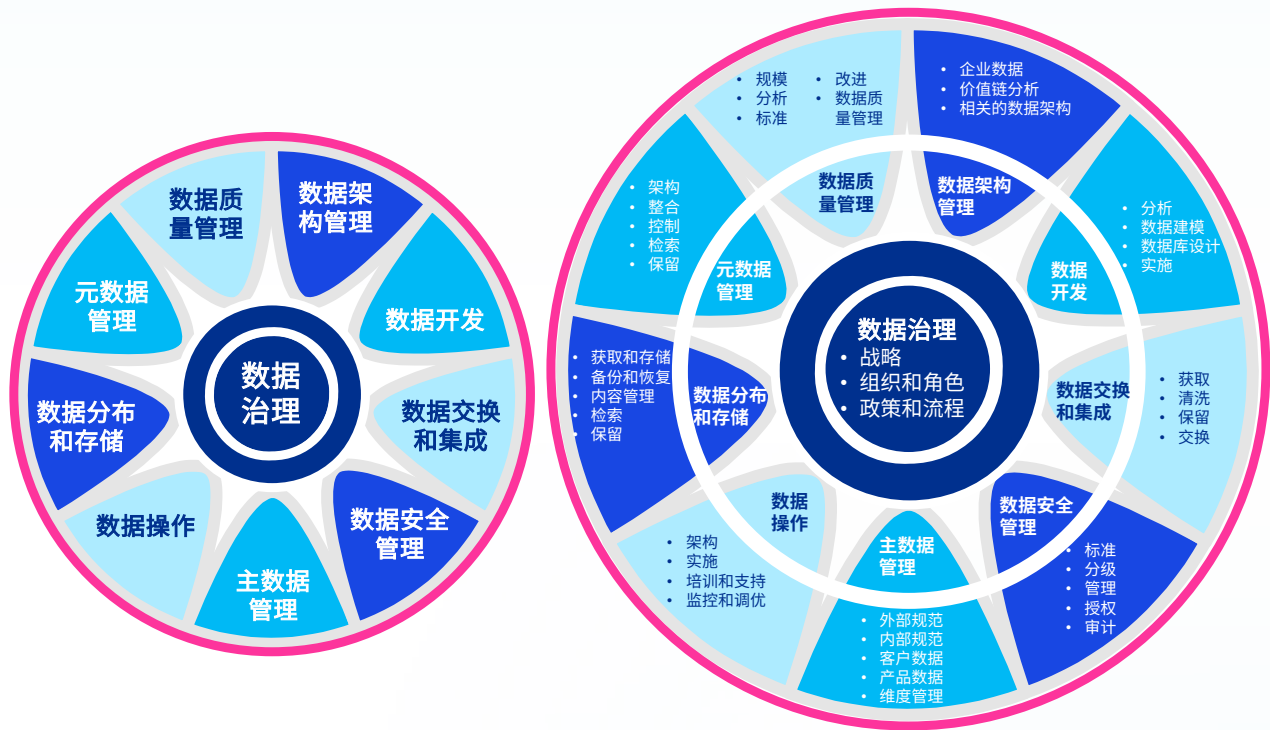 数据质
量管理
数据架
构管理
元数据
管理
数据开发
数据
治理
数据分布
和存储
数据交换
和集成
数据操作
数据安全
管理
主数据
管理
• 规模
• 分析
• 标准
• 改进
• 数据质
量管理
• 企业数据
• 价值链分析
• 相关的数据架构
数据质
量管理
数据架构
管理
• 架构
• 整合
• 控制
• 检索
• 保留
元数据
管理
数据
开发
• 分析
• 数据建模
• 数据库设计
• 实施
数据治理
• 战略
• 组织和角色
• 政策和流程
• 获取和存储
• 备份和恢复
• 内容管理
• 检索
• 保留
数据分布
和存储
数据交换
和集成
• 获取
• 清洗
• 保留
• 交换
数据
操作
• 架构
• 实施
• 培训和支持
• 监控和调优
主数据
管理
• 外部规范
• 内部规范
• 客户数据
• 产品数据
• 维度管理
数据安全
管理
• 标准
• 分级
• 管理
• 授权
• 审计